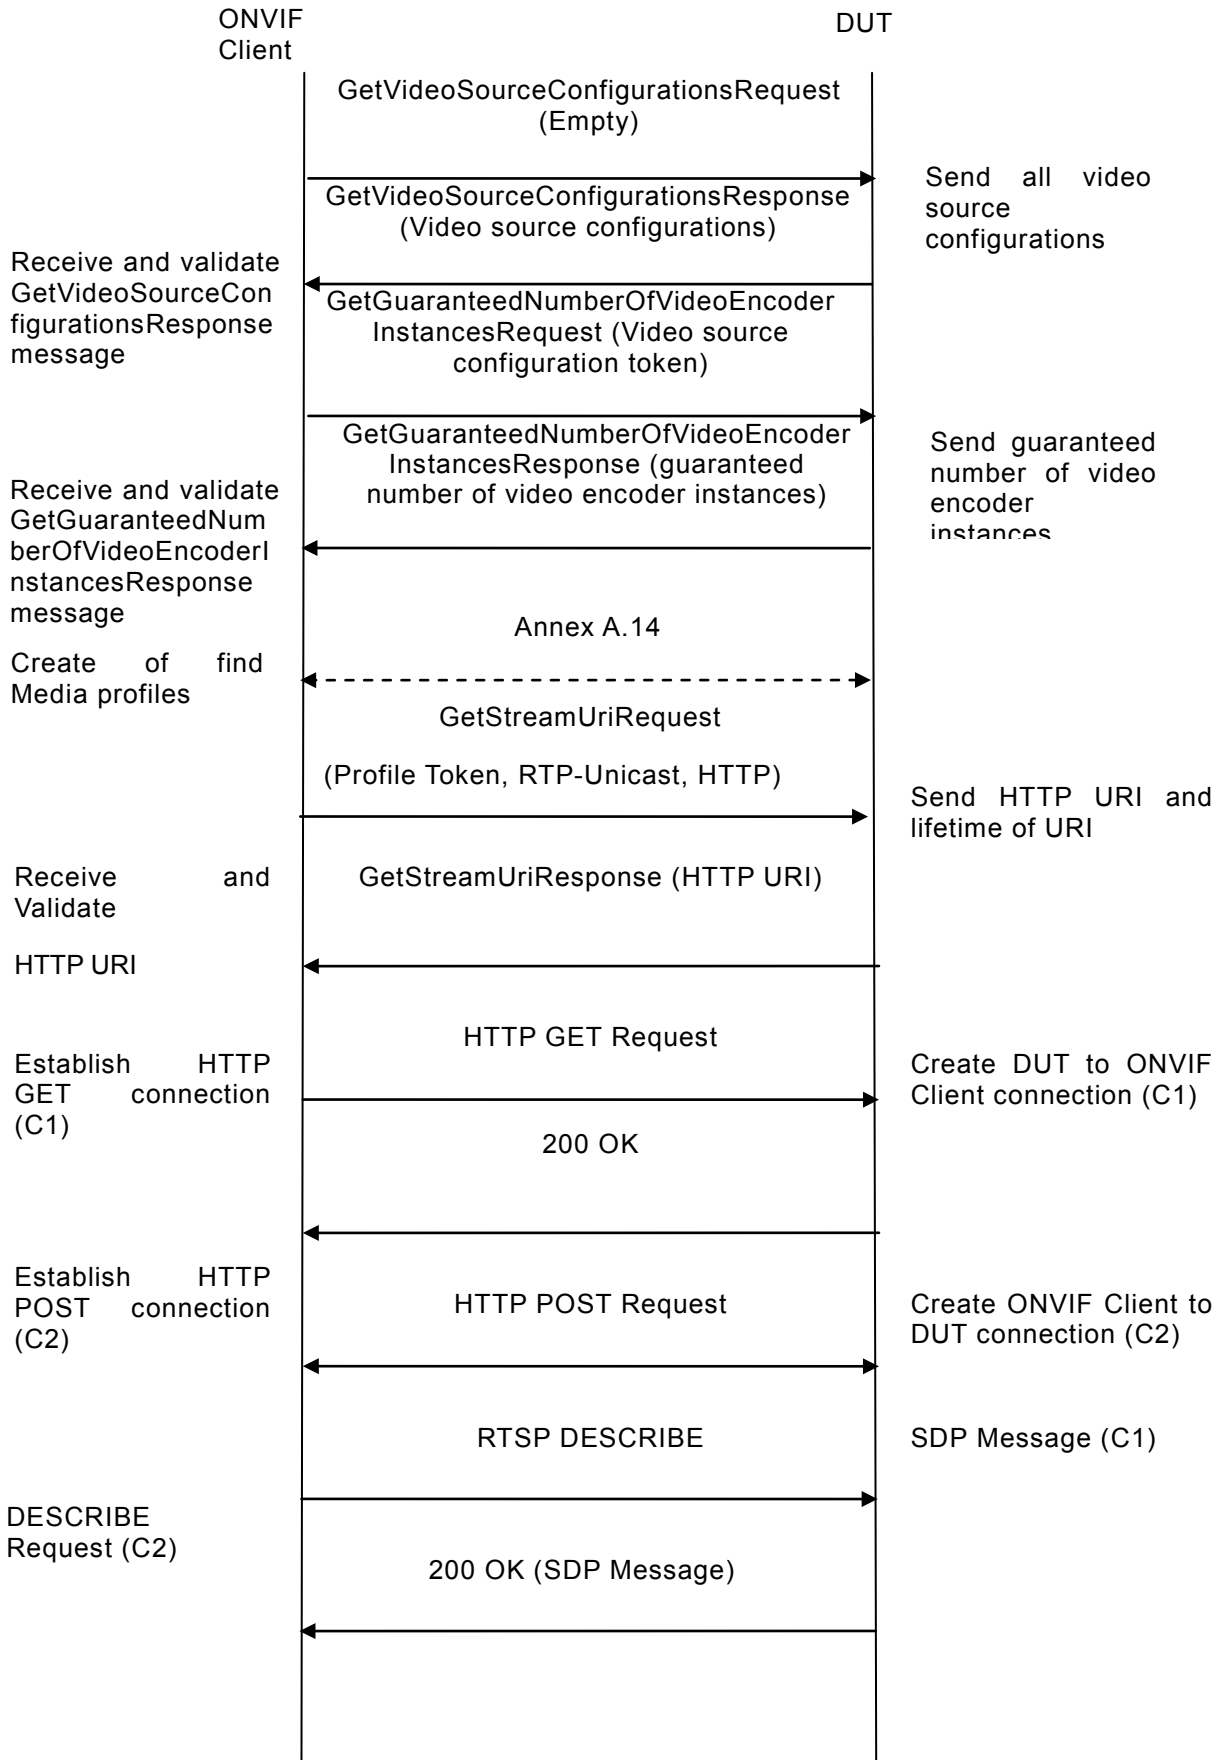 ONVIF
Client
DUT
GetVideoSourceConfigurationsRequest
(Empty)
Send all video
source
configurations
GetVideoSourceConfigurationsResponse
(Video source configurations)
Receive and validate
GetVideoSourceCon
figurationsResponse
message
GetGuaranteedNumberOfVideoEncoder
InstancesRequest (Video source
configuration token)
GetGuaranteedNumberOfVideoEncoder
InstancesResponse (guaranteed
number of video encoder instances)
Send guaranteed
number of video
encoder
instances
Receive and validate
GetGuaranteedNum
berOfVideoEncoderI
nstancesResponse
message
Annex A.14
Create of find
Media profiles
GetStreamUriRequest
(Profile Token, RTP-Unicast, HTTP)
Send HTTP URI and
lifetime of URI
Receive and
Validate
HTTP URI
GetStreamUriResponse (HTTP URI)
HTTP GET Request
Establish HTTP
GET connection
(C1)
Create DUT to ONVIF
Client connection (C1)
200 OK
Establish HTTP
POST connection
(C2)
HTTP POST Request
Create ONVIF Client to
DUT connection (C2)
RTSP DESCRIBE
SDP Message (C1)
DESCRIBE
Request (C2)
200 OK (SDP Message)